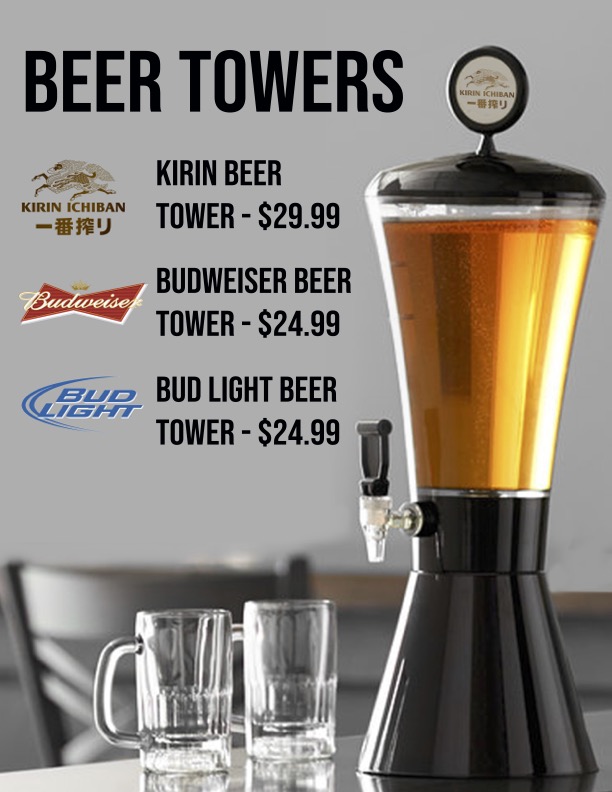 BEER TOWERS
KIRIN ICHIBAN
一番搾り
KIRIN ICHIBAN
一番搾り
KIRIN BEER
TOWER - $29.99
Budweiser
BUDWEISER BEER
TOWER - $24.99
BUD
LIGHT
BUD LIGHT BEER
TOWER - $24.99